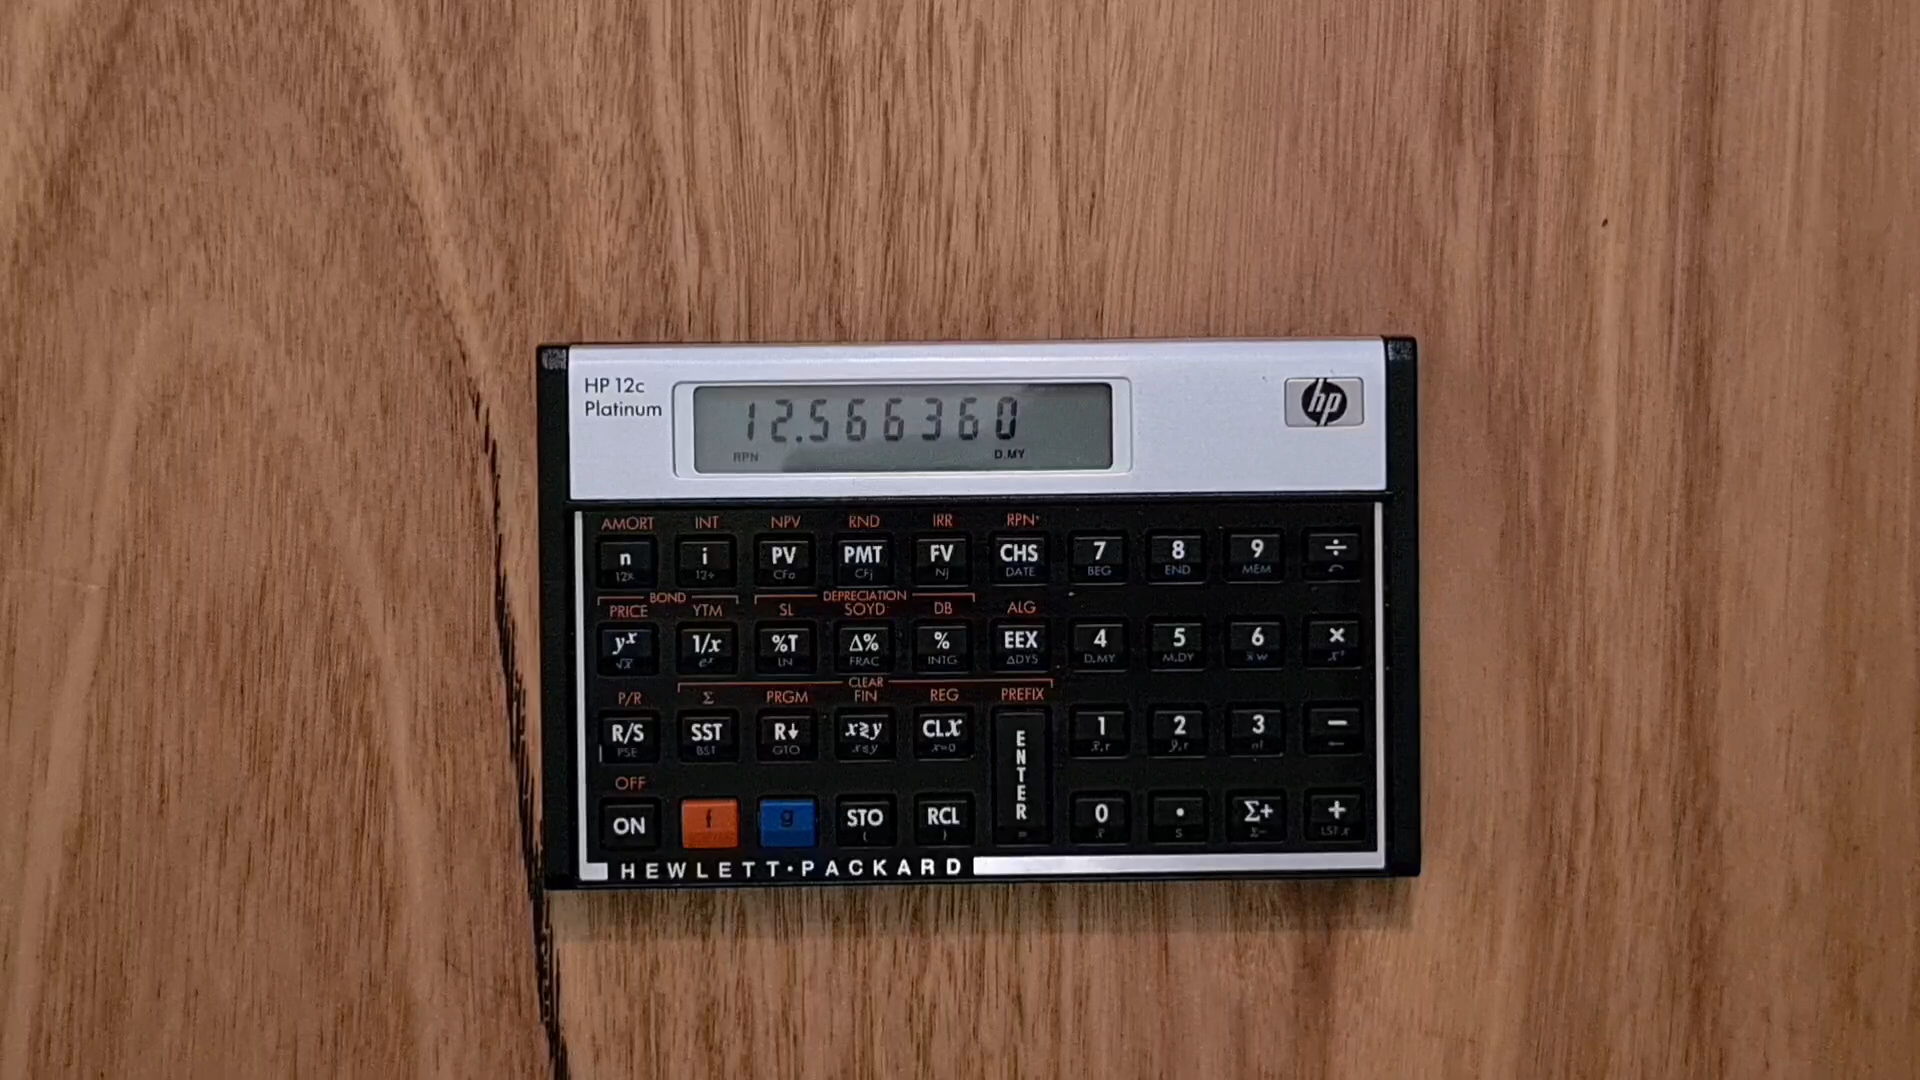 HP 12c
Platinum
12.566360
RPN D.MY
hp
AMORT INT NPV RND IRR RPN
n i PV PMT FV CHS 7 8 9 ÷
12x 12÷ CFo CFj Nj DATE BEG END MEM
BOND DEPRECIATION
PRICE YTM SL SOYD DB ALG
yˣ 1/x %T Δ% % EEX 4 5 6 ×
√x eˣ LN FRAC INTG ΔDYS D.MY M.DY x̄w x²
CLEAR
P/R Σ PRGM FIN REG PREFIX
R/S SST R↓ x≷y CLx ENTER 1 2 3 −
PSE BST GTO x≤y x=0 = x̂,r ŷ,r n! ←
OFF
ON f g STO RCL 0 • Σ+ +
( ) x̄ S Σ− LST x
HEWLETT·PACKARD